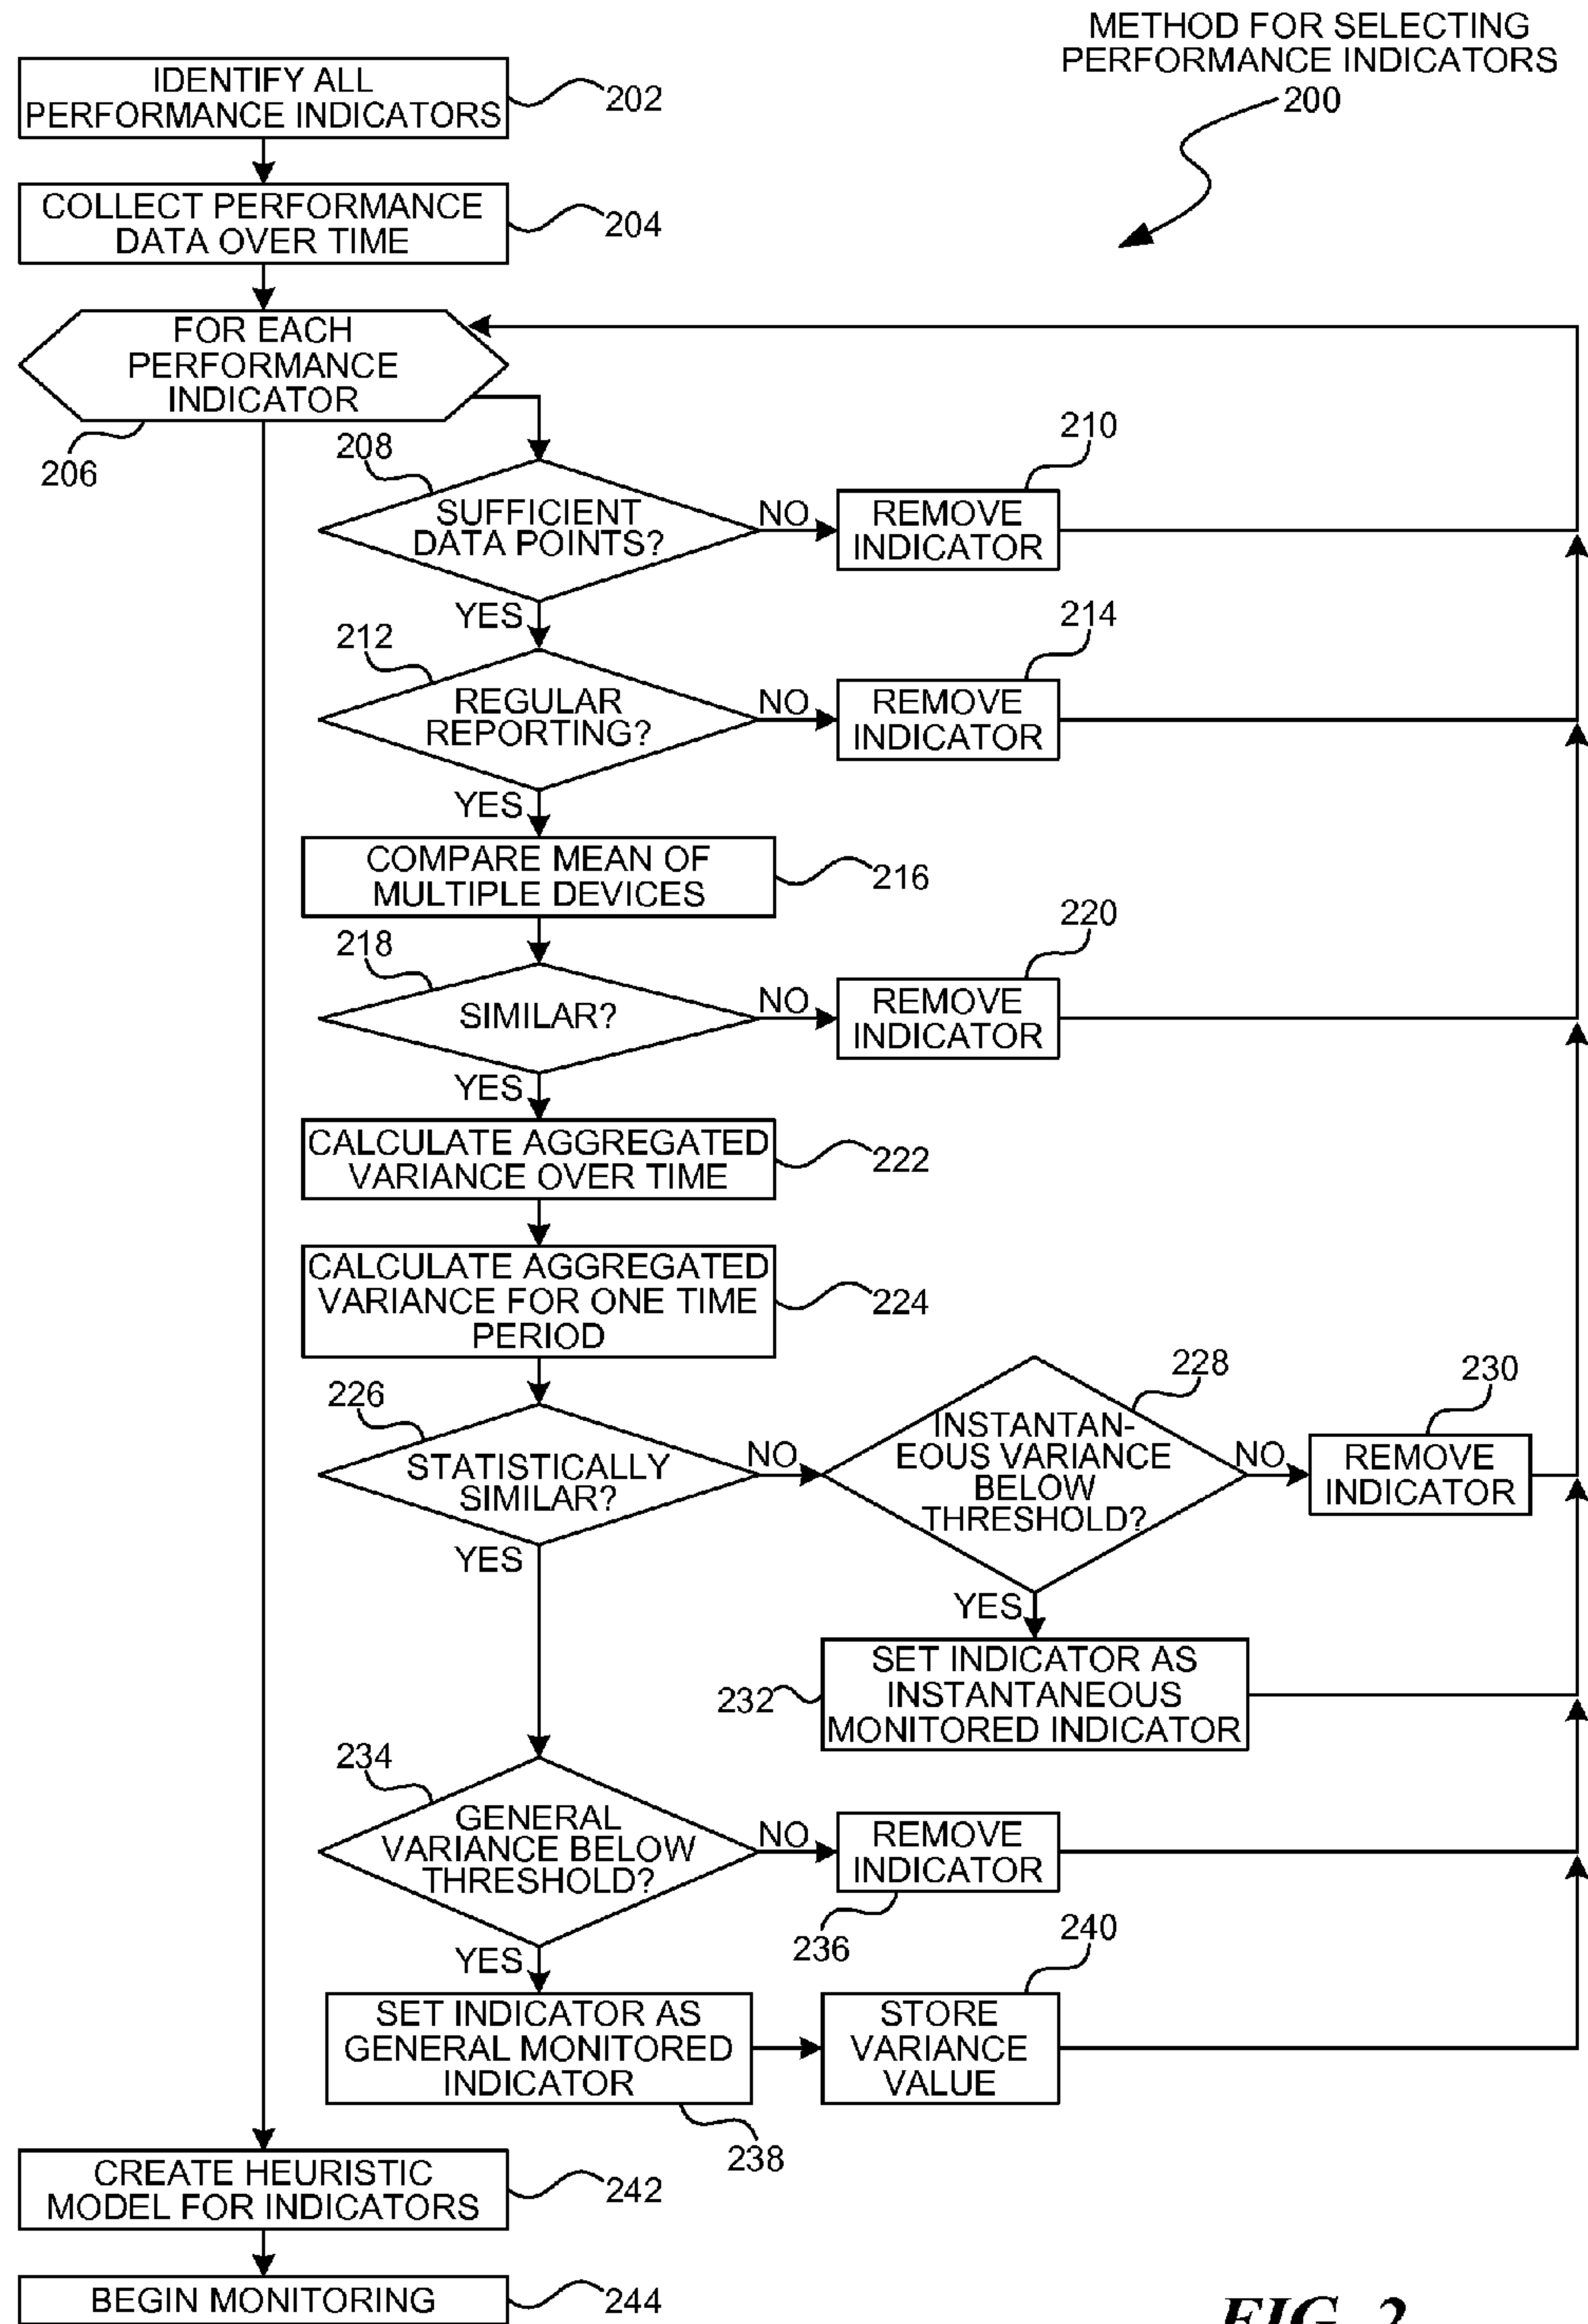 METHOD FOR SELECTING
PERFORMANCE INDICATORS
200
IDENTIFY ALL
PERFORMANCE INDICATORS
202
COLLECT PERFORMANCE
DATA OVER TIME
204
FOR EACH
PERFORMANCE
INDICATOR
206
208
SUFFICIENT
DATA POINTS?
NO
210
REMOVE
INDICATOR
YES
212
REGULAR
REPORTING?
NO
214
REMOVE
INDICATOR
YES
COMPARE MEAN OF
MULTIPLE DEVICES
216
218
SIMILAR?
NO
220
REMOVE
INDICATOR
YES
CALCULATE AGGREGATED
VARIANCE OVER TIME
222
CALCULATE AGGREGATED
VARIANCE FOR ONE TIME
PERIOD
224
226
STATISTICALLY
SIMILAR?
NO
228
INSTANTAN-
EOUS VARIANCE
BELOW
THRESHOLD?
NO
230
REMOVE
INDICATOR
YES
YES
232
SET INDICATOR AS
INSTANTANEOUS
MONITORED INDICATOR
234
GENERAL
VARIANCE BELOW
THRESHOLD?
NO
REMOVE
INDICATOR
236
YES
SET INDICATOR AS
GENERAL MONITORED
INDICATOR
238
240
STORE
VARIANCE
VALUE
CREATE HEURISTIC
MODEL FOR INDICATORS
242
BEGIN MONITORING
244
FIG. 2